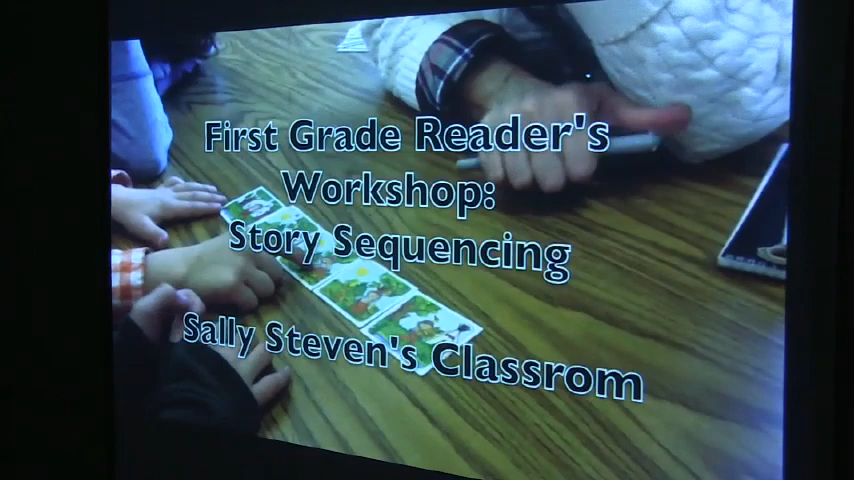 First Grade Reader's
Workshop:
Story Sequencing
Sally Steven's Classrom